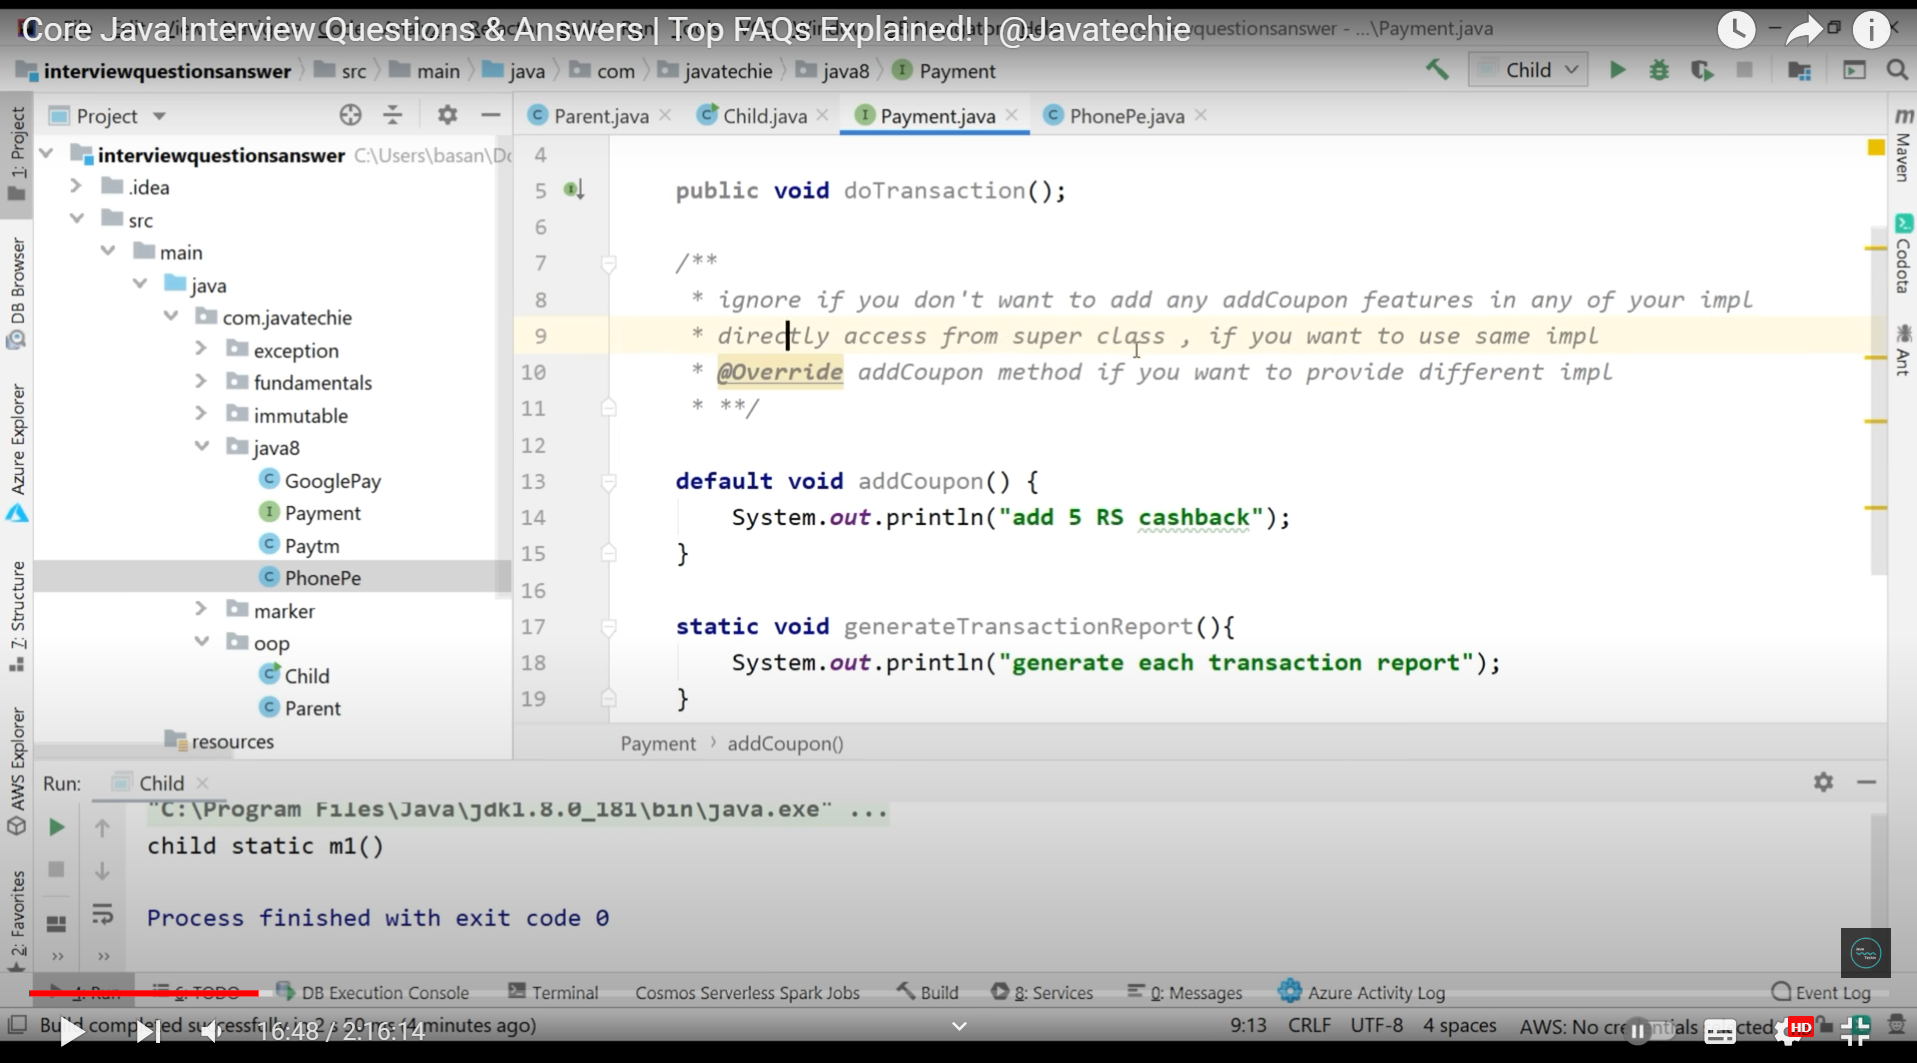 Core Java Interview Questions & Answers | Top FAQs Explained! | @Javatechie
questionsanswer - ...\Payment.java
interviewquestionsanswer
src
main
java
com
javatechie
java8
Payment
Child
Project
Parent.java
Child.java
Payment.java
PhonePe.java
1: Project
DB Browser
Azure Explorer
7: Structure
AWS Explorer
2: Favorites
interviewquestionsanswer C:\Users\basan\Do
.idea
src
main
java
com.javatechie
exception
fundamentals
immutable
java8
GooglePay
Payment
Paytm
PhonePe
marker
oop
Child
Parent
resources
4
5 public void doTransaction();
6
7 /**
8 * ignore if you don't want to add any addCoupon features in any of your impl
9 * directly access from super class , if you want to use same impl
10 * @Override addCoupon method if you want to provide different impl
11 * **/
12
13 default void addCoupon() {
14 System.out.println("add 5 RS cashback");
15 }
16
17 static void generateTransactionReport(){
18 System.out.println("generate each transaction report");
19 }
Payment > addCoupon()
m Maven
Codota
Ant
Run: Child
"C:\Program Files\Java\jdk1.8.0_181\bin\java.exe" ...
child static m1()
Process finished with exit code 0
4: Run
6: TODO
DB Execution Console
Terminal
Cosmos Serverless Spark Jobs
Build
8: Services
0: Messages
Azure Activity Log
Event Log
Build completed successfully in 2 s 50 ms (4 minutes ago)
16:48 / 2:16:14
9:13 CRLF UTF-8 4 spaces AWS: No credentials selected
HD